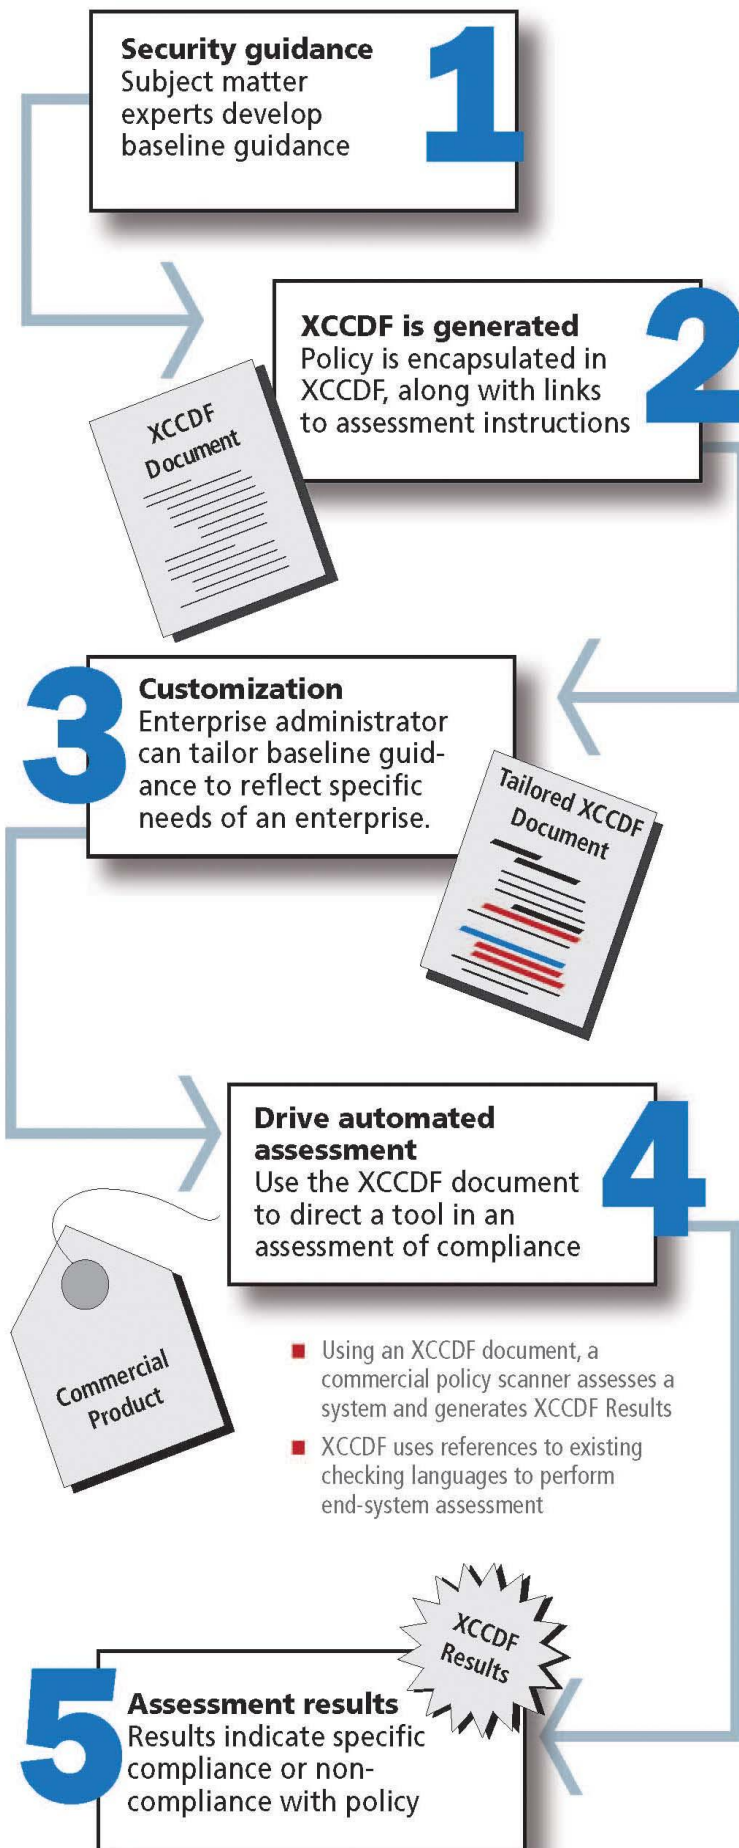 1
Security guidance
Subject matter
experts develop
baseline guidance
2
XCCDF is generated
Policy is encapsulated in
XCCDF, along with links
to assessment instructions
XCCDF
Document
3
Customization
Enterprise administrator
can tailor baseline guid-
ance to reflect specific
needs of an enterprise.
Tailored XCCDF
Document
4
Drive automated
assessment
Use the XCCDF document
to direct a tool in an
assessment of compliance
Commercial
Product
Using an XCCDF document, a
commercial policy scanner assesses a
system and generates XCCDF Results
XCCDF uses references to existing
checking languages to perform
end-system assessment
XCCDF
Results
5
Assessment results
Results indicate specific
compliance or non-
compliance with policy